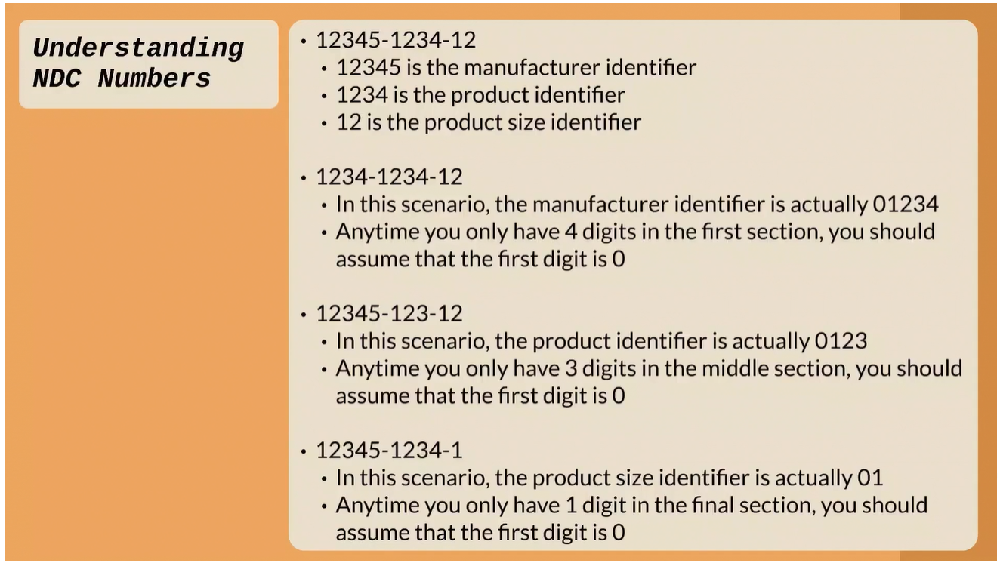 Understanding
NDC Numbers
• 12345-1234-12
• 12345 is the manufacturer identifier
• 1234 is the product identifier
• 12 is the product size identifier
• 1234-1234-12
• In this scenario, the manufacturer identifier is actually 01234
• Anytime you only have 4 digits in the first section, you should
assume that the first digit is 0
• 12345-123-12
• In this scenario, the product identifier is actually 0123
• Anytime you only have 3 digits in the middle section, you should
assume that the first digit is 0
• 12345-1234-1
• In this scenario, the product size identifier is actually 01
• Anytime you only have 1 digit in the final section, you should
assume that the first digit is 0